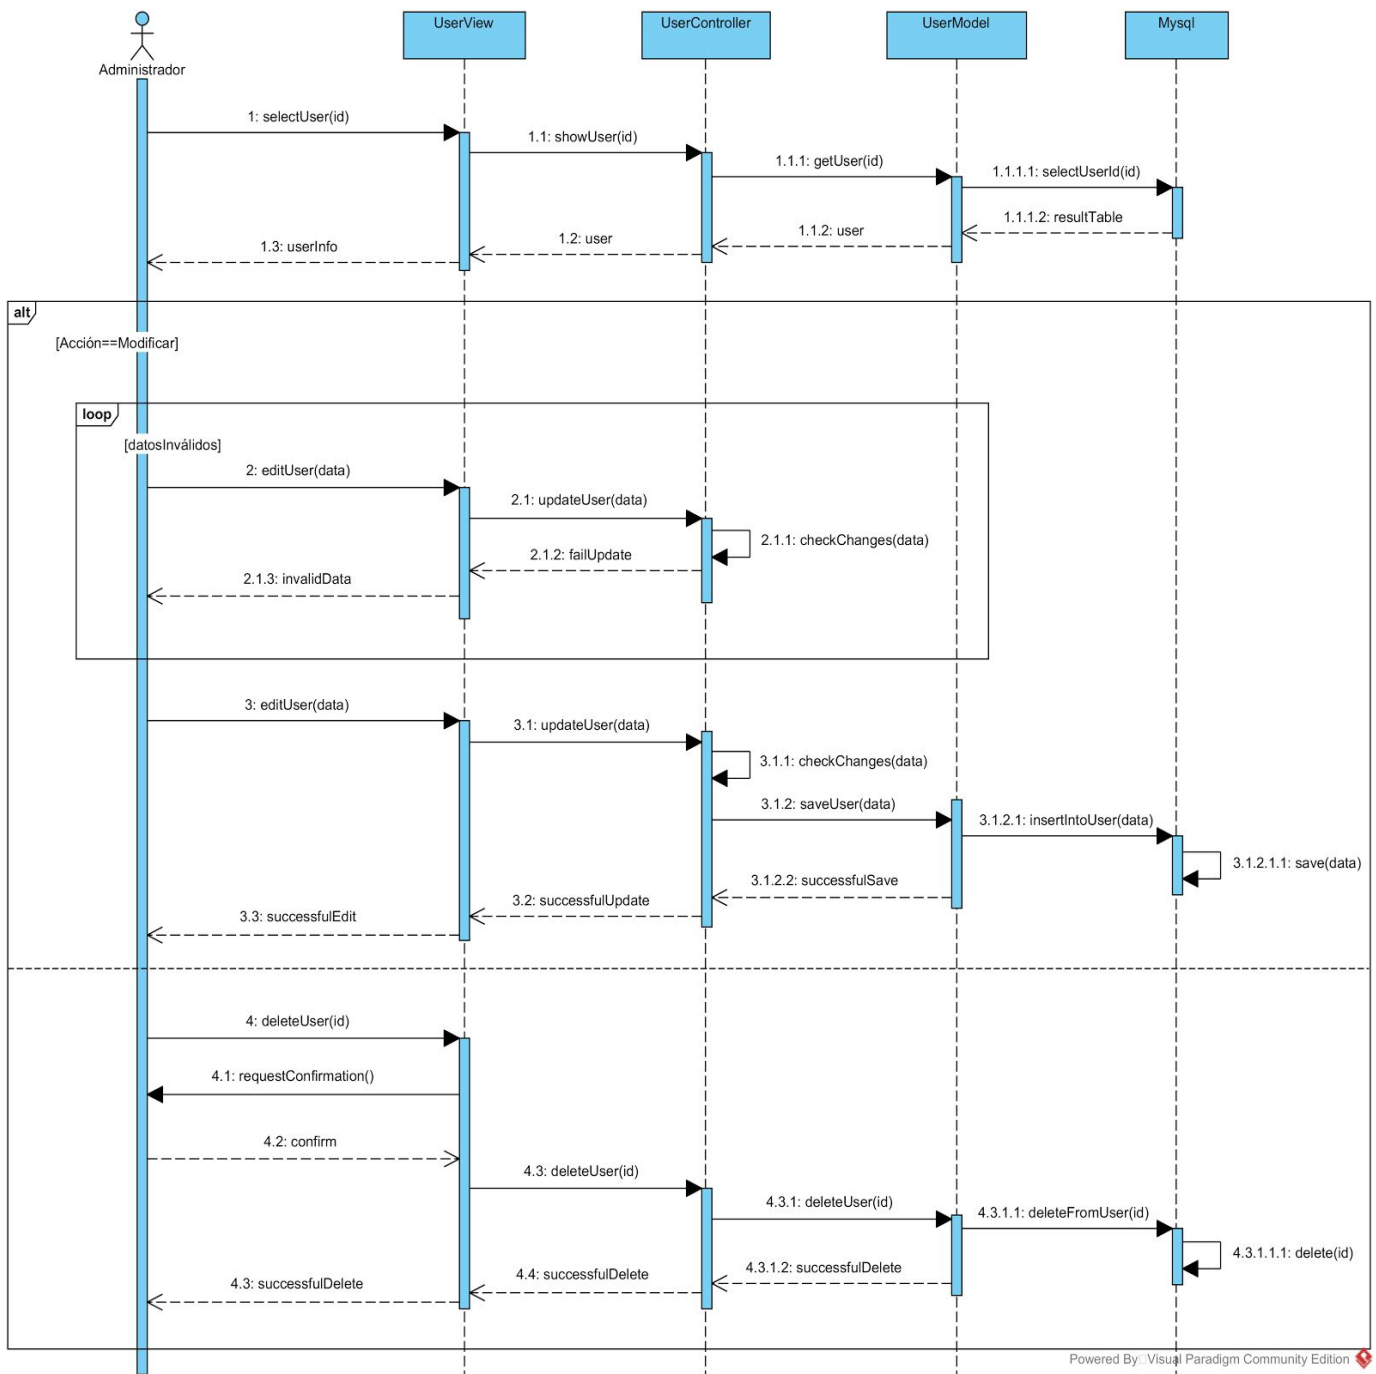 UserView
UserController
UserModel
Mysql
Administrador
1: selectUser(id)
1.1: showUser(id)
1.1.1: getUser(id)
1.1.1.1: selectUserId(id)
1.1.1.2: resultTable
1.1.2: user
1.2: user
1.3: userInfo
alt
[Acción==Modificar]
loop
[datosInválidos]
2: editUser(data)
2.1: updateUser(data)
2.1.1: checkChanges(data)
2.1.2: failUpdate
2.1.3: invalidData
3: editUser(data)
3.1: updateUser(data)
3.1.1: checkChanges(data)
3.1.2: saveUser(data)
3.1.2.1: insertIntoUser(data)
3.1.2.1.1: save(data)
3.1.2.2: successfulSave
3.2: successfulUpdate
3.3: successfulEdit
4: deleteUser(id)
4.1: requestConfirmation()
4.2: confirm
4.3: deleteUser(id)
4.3.1: deleteUser(id)
4.3.1.1: deleteFromUser(id)
4.3.1.1.1: delete(id)
4.3.1.2: successfulDelete
4.4: successfulDelete
4.3: successfulDelete
Powered By Visual Paradigm Community Edition